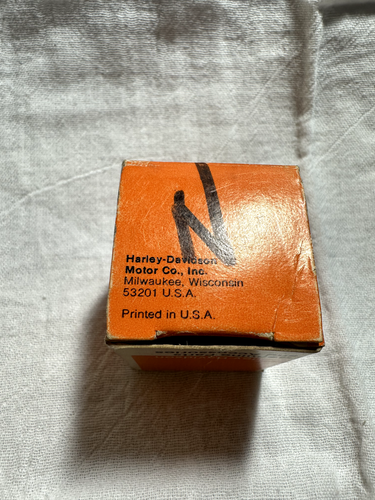 N
Harley-Davidson
Motor Co., Inc.
Milwaukee, Wisconsin
53201 U.S.A.
Printed in U.S.A.